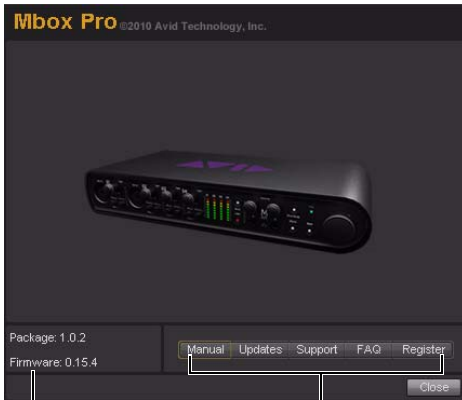 Mbox Pro ©2010 Avid Technology, Inc.
Package: 1.0.2
Firmware: 0.15.4
Manual Updates Support FAQ Register
Close